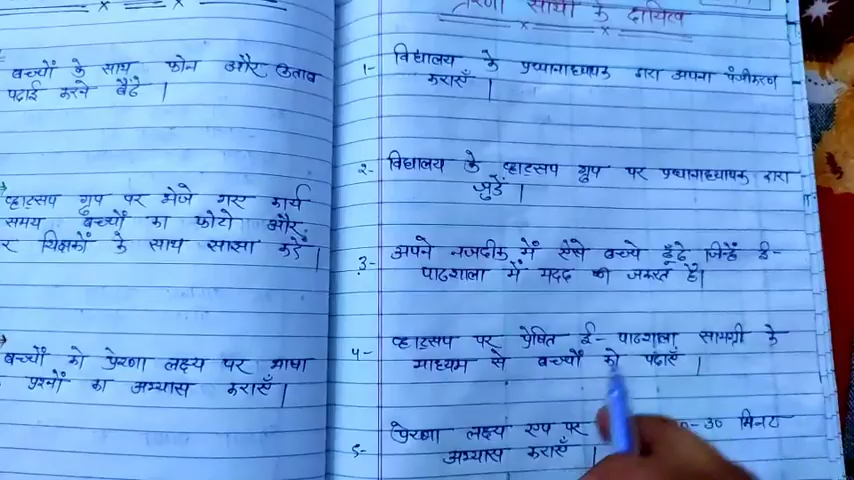 बच्चों के साथ फोन और किताब
पढाई करने बैठे ।
व्हाट्सप ग्रुप पर भेजे गए कार्य
समय बच्चों का फोटो और
र शिक्षकों के साथ साझा करें ।
बच्चों को प्रेरणा लक्ष्य पर भाषा
प्रश्नों का अभ्यास कराएँ ।
प्रेरणा साथी के दायित्व
1- विद्यालय के प्रधानाध्यापक द्वारा अपना पंजीकरण
कराएँ ।
2- विद्यालय के व्हाट्सप ग्रुप पर प्रधानाध्यापक द्वारा
जुड़ें ।
3- अपने नजदीक में ऐसे बच्चे ढूँढे जिन्हें ई-
पाठशाला में मदद की जरूरत है।
4- व्हाट्सप पर प्रेषित ई- पाठशाला सामग्री के
माध्यम से बच्चों को पढाएँ ।
5- प्रेरणा लक्ष्य एप पर 30 मिनट
अभ्यास कराएँ ।